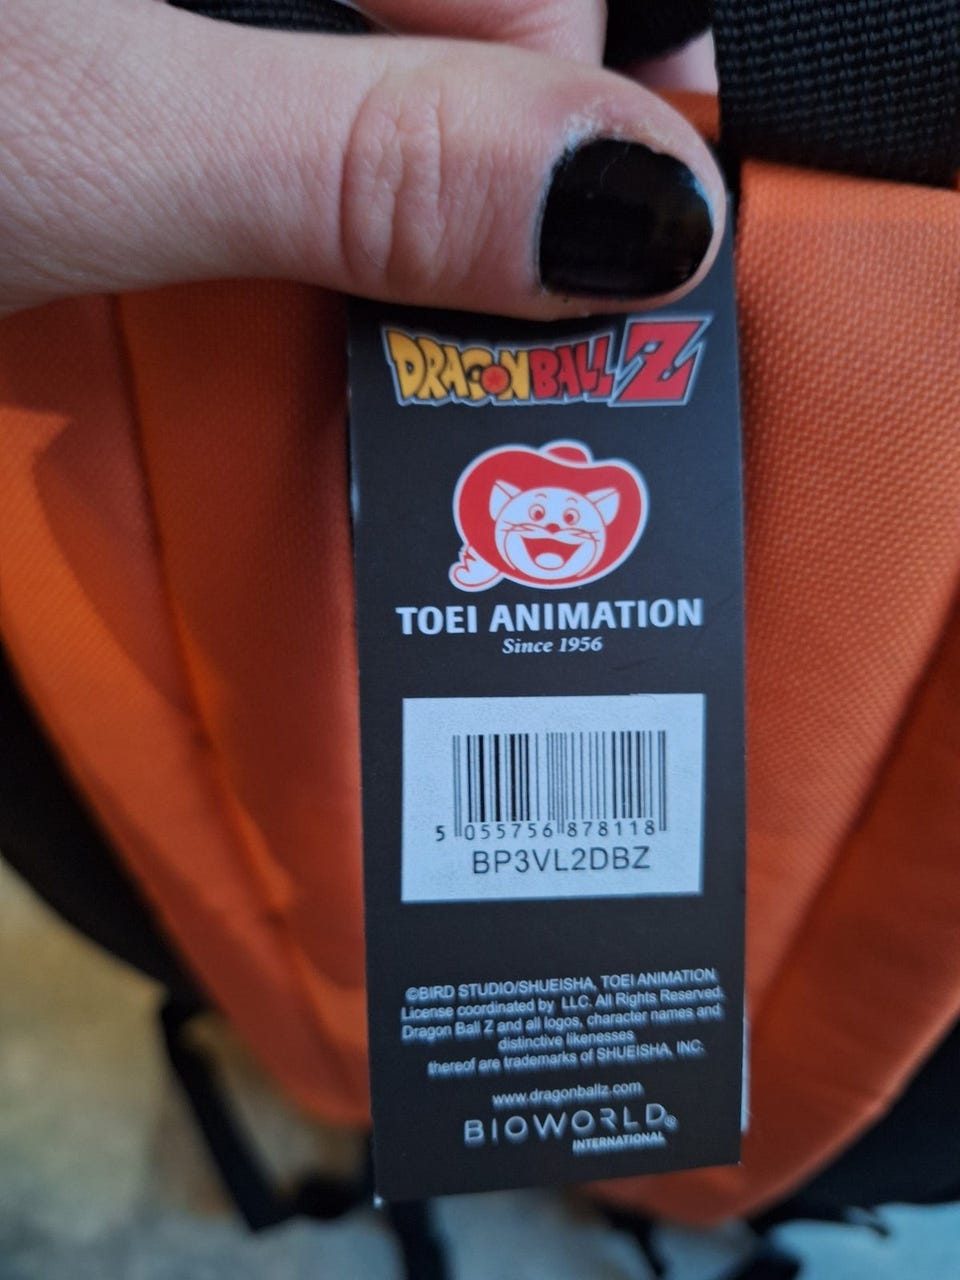 DRAGON BALL Z
TOEI ANIMATION
Since 1956
5 055756 878118
BP3VL2DBZ
©BIRD STUDIO/SHUEISHA, TOEI ANIMATION
License coordinated by LLC. All Rights Reserved.
Dragon Ball Z and all logos, character names and
distinctive likenesses
thereof are trademarks of SHUEISHA, INC.
www.dragonballz.com
BIOWORLD®
INTERNATIONAL